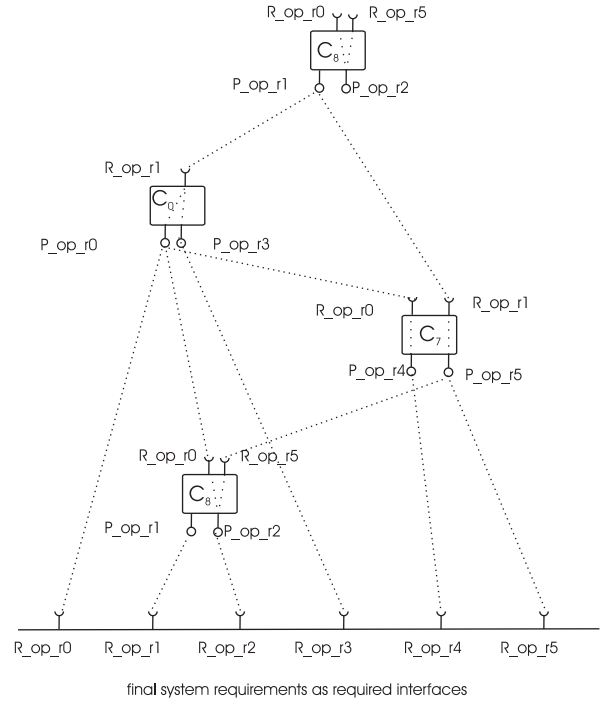 R_op_r0 R_op_r5
C8
P_op_r1 P_op_r2
R_op_r1
C0
P_op_r0 P_op_r3
R_op_r0 R_op_r1
C7
P_op_r4 P_op_r5
R_op_r0 R_op_r5
C8
P_op_r1 P_op_r2
R_op_r0 R_op_r1 R_op_r2 R_op_r3 R_op_r4 R_op_r5
final system requirements as required interfaces